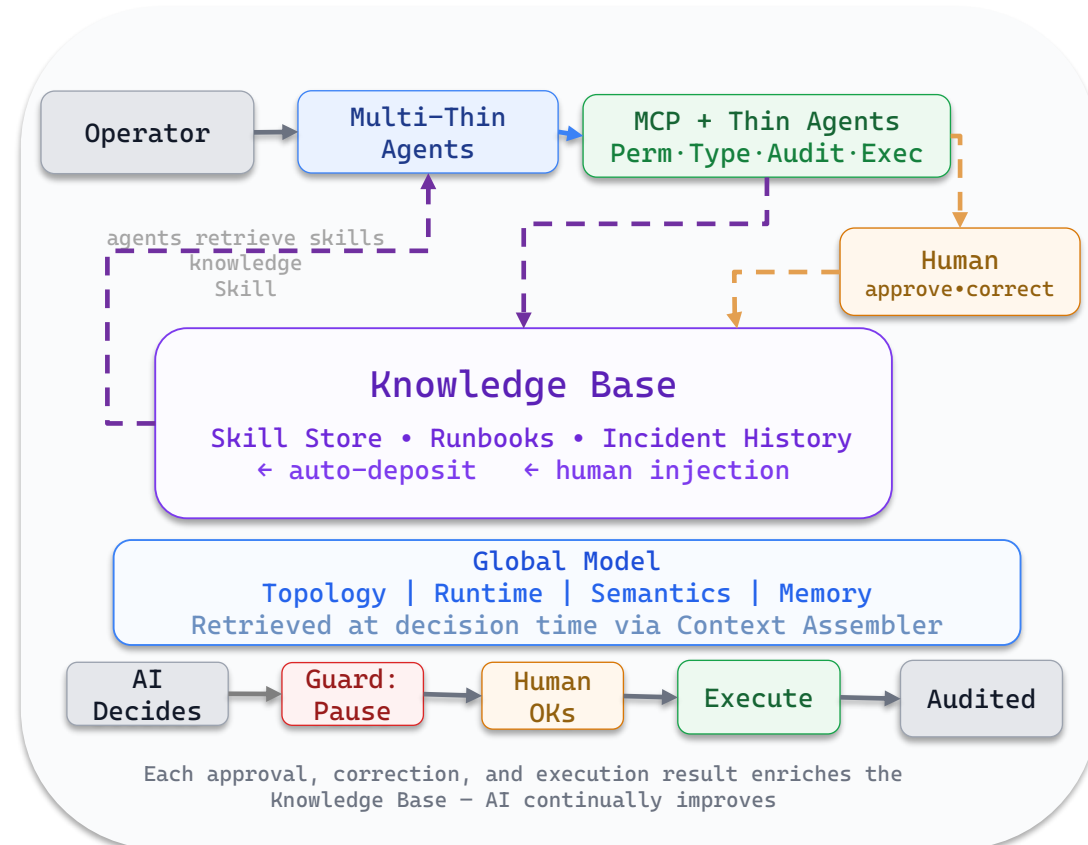 Operator
Multi-Thin
Agents
MCP + Thin Agents
Perm·Type·Audit·Exec
agents retrieve skills
knowledge
Skill
Human
approve•correct
Knowledge Base
Skill Store • Runbooks • Incident History
← auto-deposit ← human injection
Global Model
Topology | Runtime | Semantics | Memory
Retrieved at decision time via Context Assembler
AI
Decides
Guard:
Pause
Human
OKs
Execute
Audited
Each approval, correction, and execution result enriches the
Knowledge Base — AI continually improves